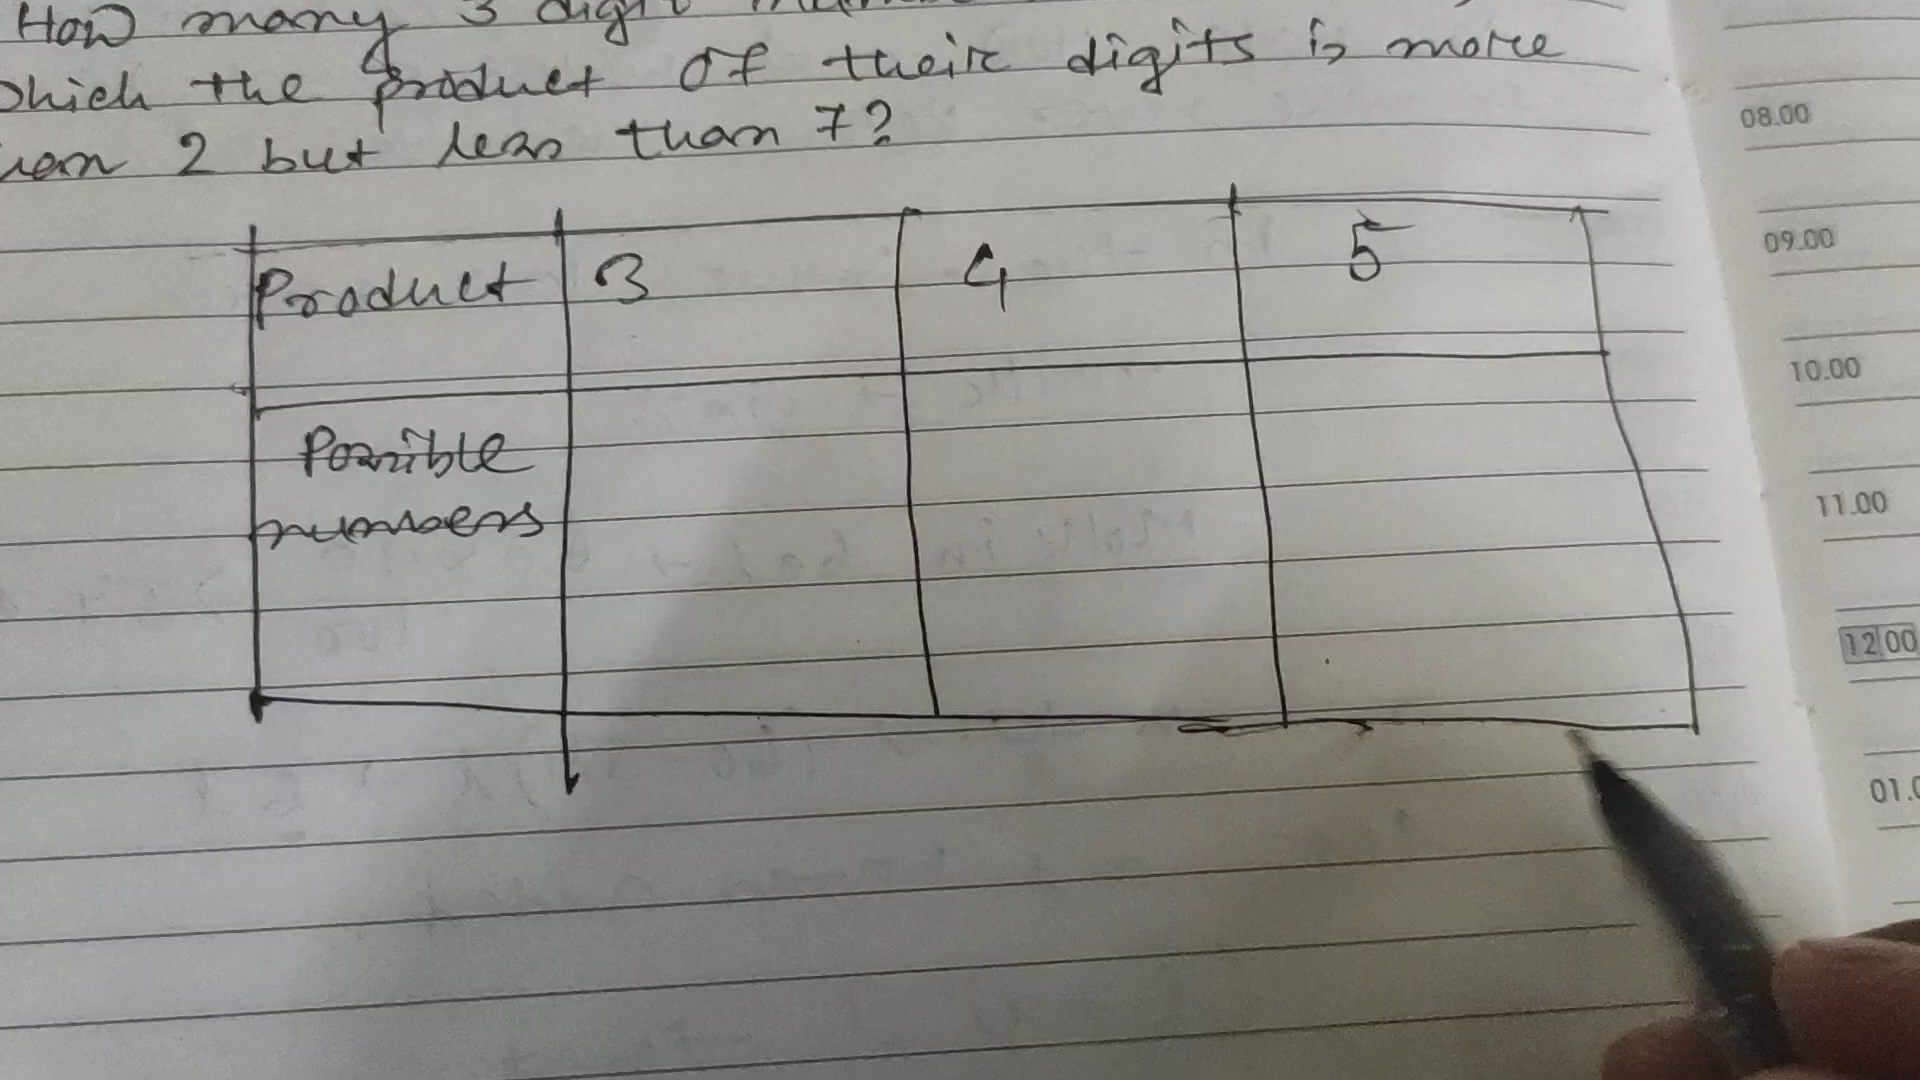 How many 3 digit
which the product of their digits is more
2 but less than 7?
Product 3 4 5
Possible
numbers
08.00
09.00
10.00
11.00
12.00